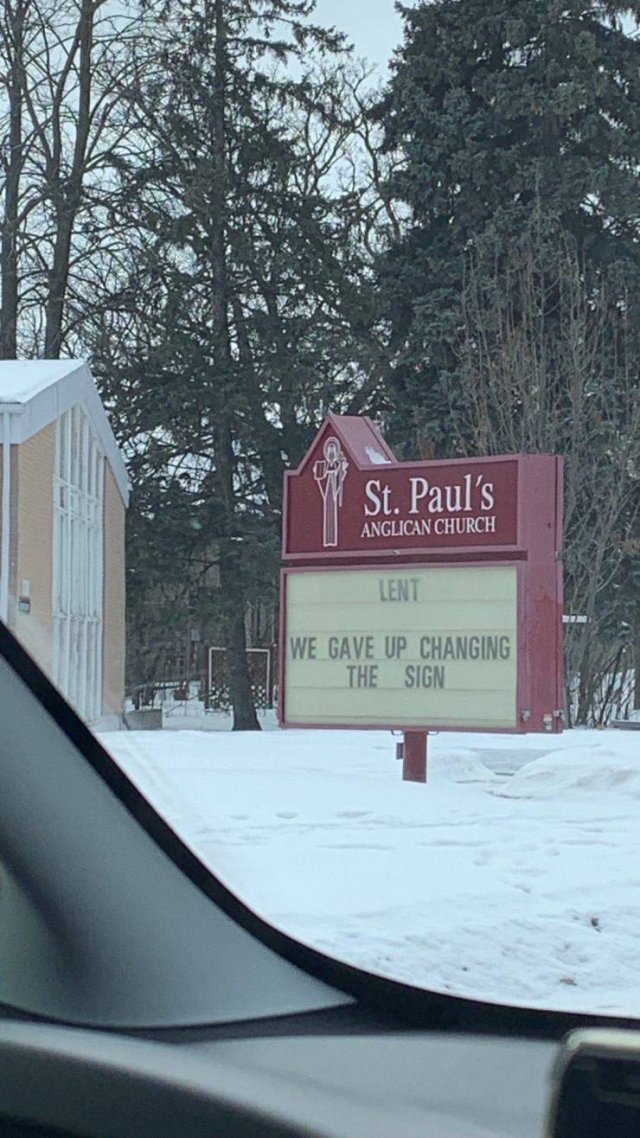 St. Paul's
ANGLICAN CHURCH
LENT
WE GAVE UP CHANGING
THE SIGN